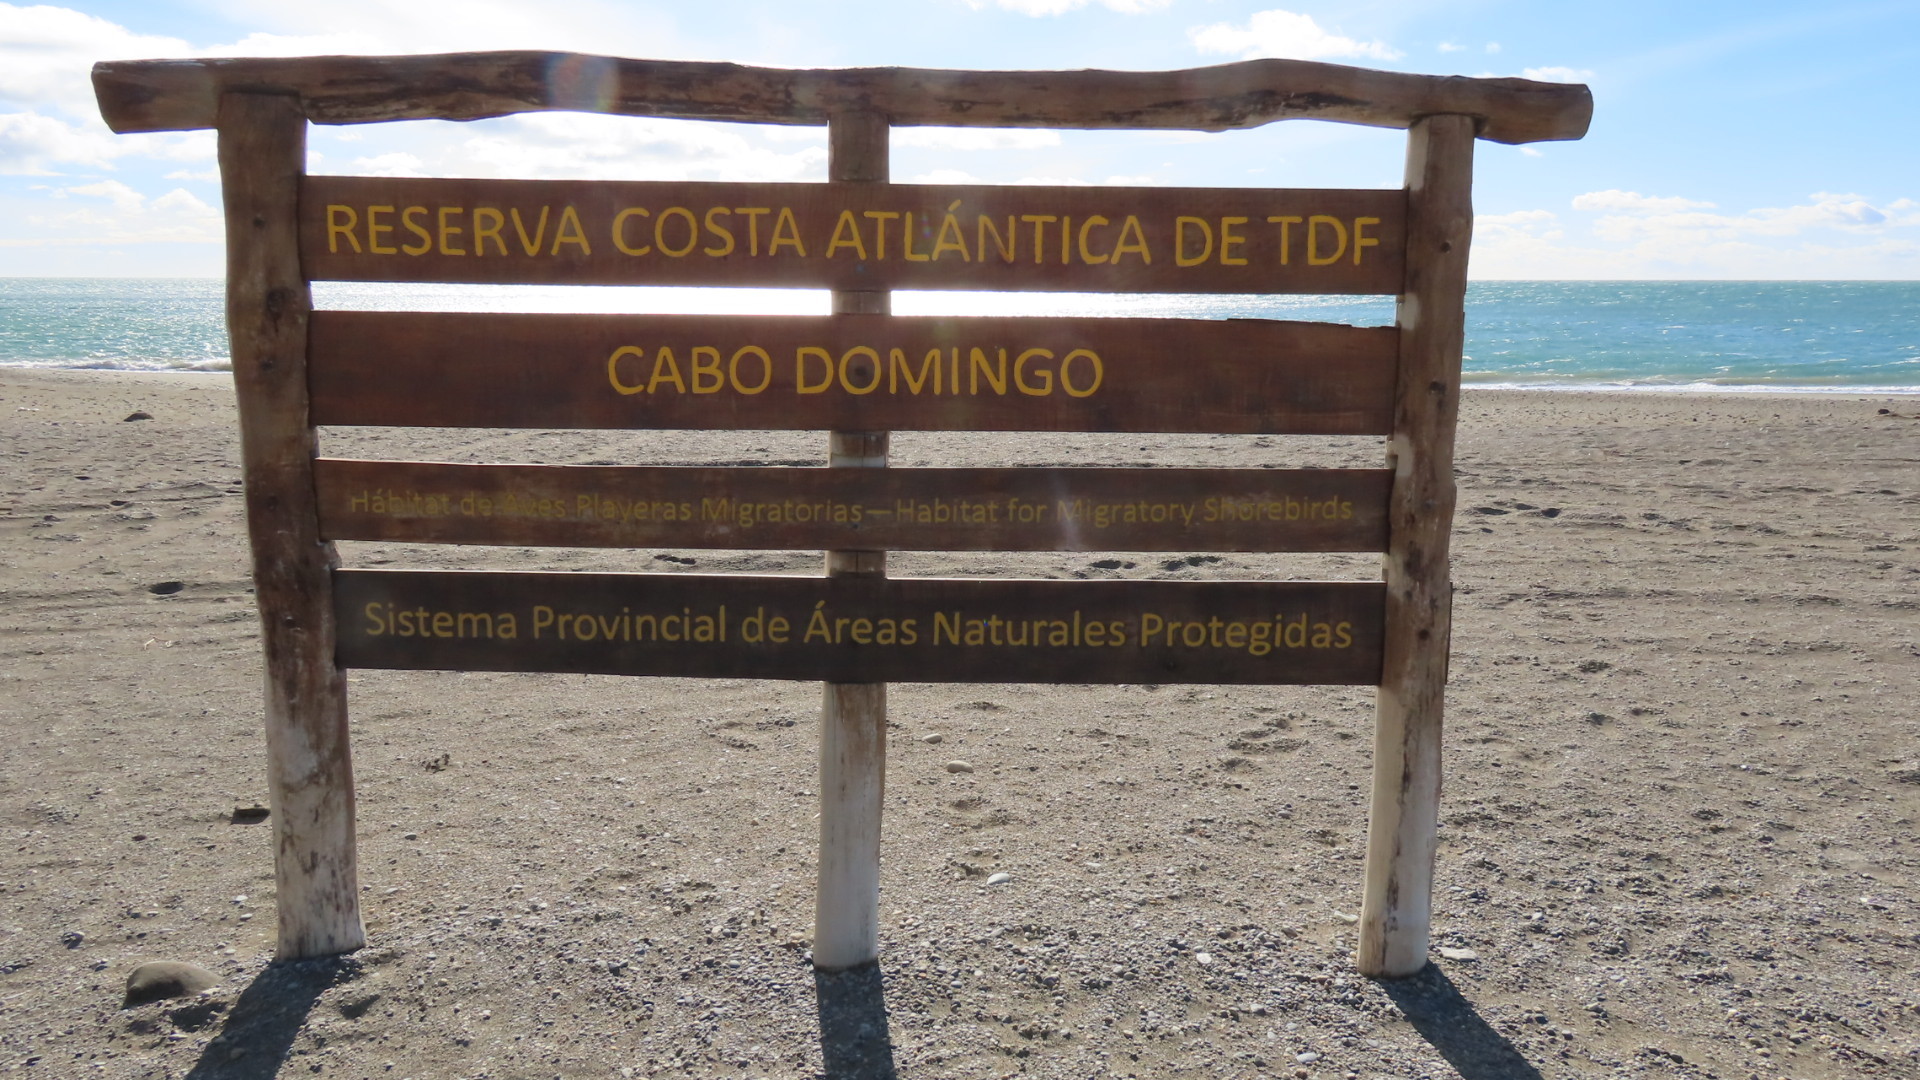 RESERVA COSTA ATLÁNTICA DE TDF
CABO DOMINGO
Hábitat de Aves Playeras Migratorias—Habitat for Migratory Shorebirds
Sistema Provincial de Áreas Naturales Protegidas